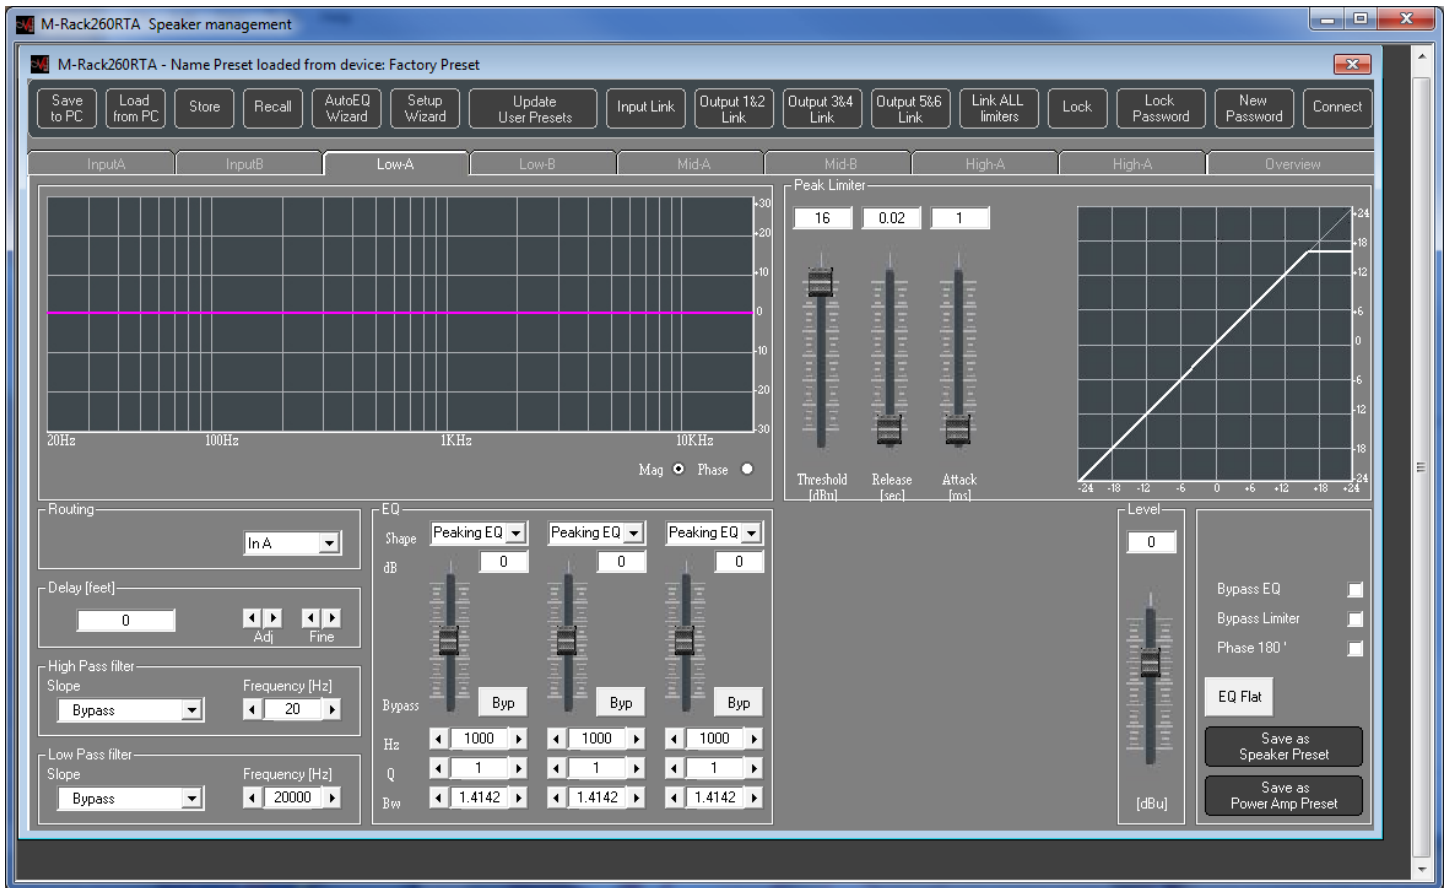 M-Rack260RTA Speaker management
M-Rack260RTA - Name Preset loaded from device: Factory Preset
Save to PC
Load from PC
Store
Recall
AutoEQ Wizard
Setup Wizard
Update User Presets
Input Link
Output 1&2 Link
Output 3&4 Link
Output 5&6 Link
Link ALL limiters
Lock
Lock Password
New Password
Connect
InputA InputB Low-A Low-B Mid-A Mid-B High-A High-A Overview
+30
+20
+10
0
-10
-20
-30
20Hz 100Hz 1KHz 10KHz
Mag Phase
Peak Limiter
16 0.02 1
Threshold [dBu]
Release [sec]
Attack [ms]
+24
+18
+12
+6
0
-6
-12
-18
-24
-24 -18 -12 -6 0 +6 +12 +18 +24
Routing
In A
Delay [feet]
0
Adj Fine
High Pass filter
Slope Frequency [Hz]
Bypass 20
Low Pass filter
Slope Frequency [Hz]
Bypass 20000
EQ
Shape Peaking EQ Peaking EQ Peaking EQ
dB 0 0 0
Bypass Byp Byp Byp
Hz 1000 1000 1000
Q 1 1 1
Bw 1.4142 1.4142 1.4142
Level
0
[dBu]
Bypass EQ
Bypass Limiter
Phase 180 '
EQ Flat
Save as
Speaker Preset
Save as
Power Amp Preset